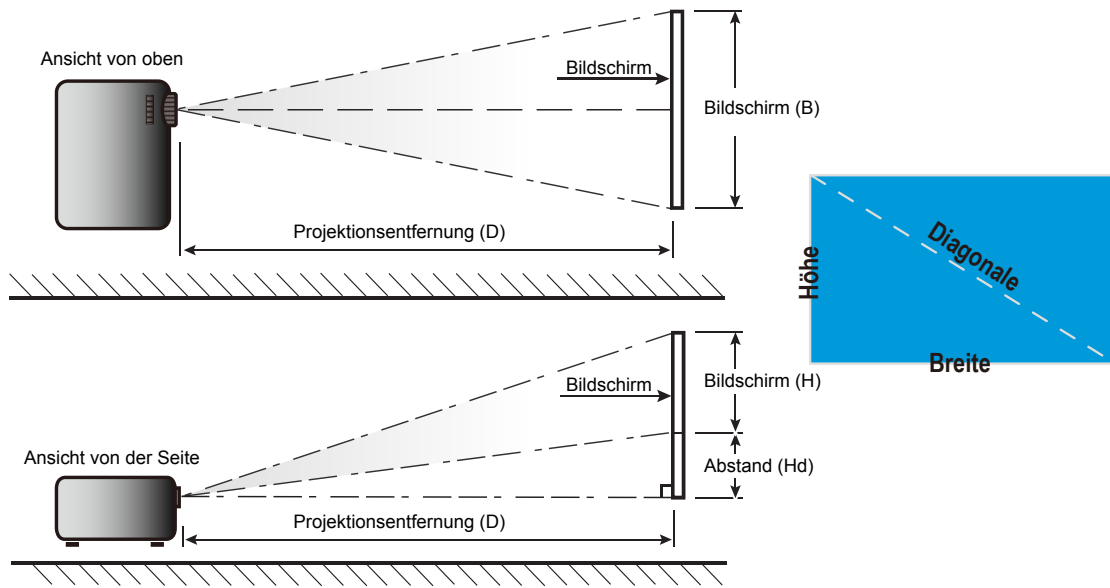 Ansicht von oben
Bildschirm
Bildschirm (B)
Projektionsentfernung (D)
Höhe
Diagonale
Breite
Ansicht von der Seite
Bildschirm
Bildschirm (H)
Abstand (Hd)
Projektionsentfernung (D)